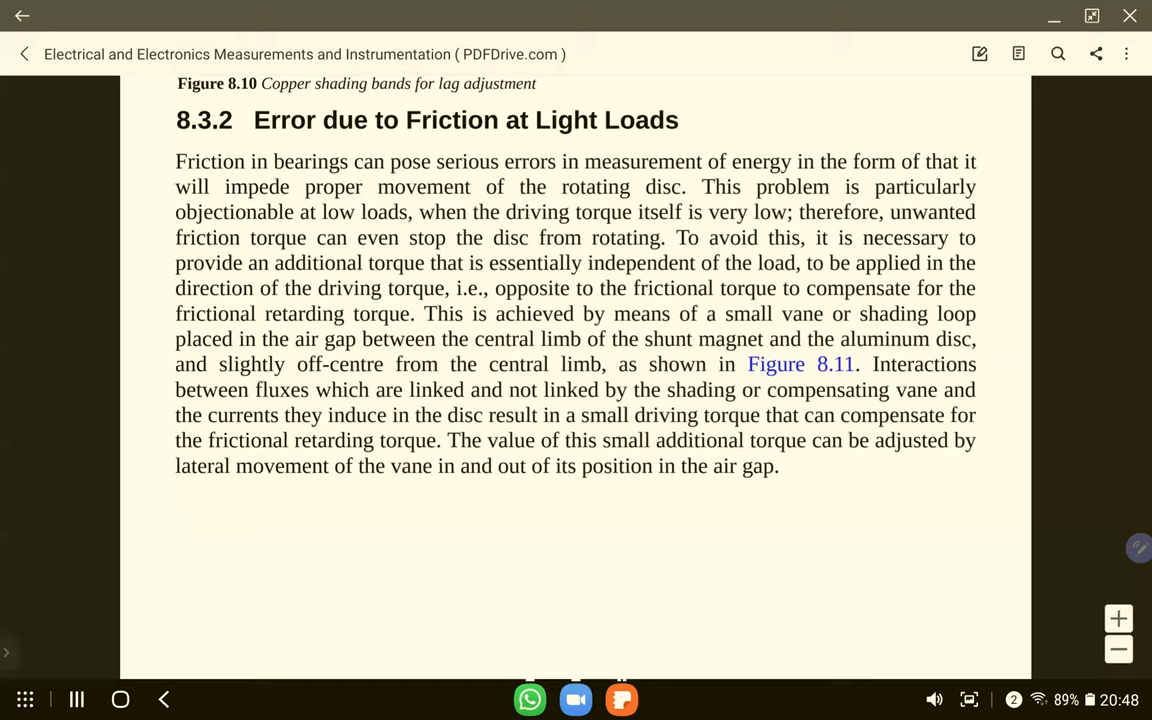 Electrical and Electronics Measurements and Instrumentation ( PDFDrive.com )
Figure 8.10 Copper shading bands for lag adjustment
8.3.2 Error due to Friction at Light Loads
Friction in bearings can pose serious errors in measurement of energy in the form of that it
will impede proper movement of the rotating disc. This problem is particularly
objectionable at low loads, when the driving torque itself is very low; therefore, unwanted
friction torque can even stop the disc from rotating. To avoid this, it is necessary to
provide an additional torque that is essentially independent of the load, to be applied in the
direction of the driving torque, i.e., opposite to the frictional torque to compensate for the
frictional retarding torque. This is achieved by means of a small vane or shading loop
placed in the air gap between the central limb of the shunt magnet and the aluminum disc,
and slightly off-centre from the central limb, as shown in Figure 8.11. Interactions
between fluxes which are linked and not linked by the shading or compensating vane and
the currents they induce in the disc result in a small driving torque that can compensate for
the frictional retarding torque. The value of this small additional torque can be adjusted by
lateral movement of the vane in and out of its position in the air gap.
2 89% 20:48